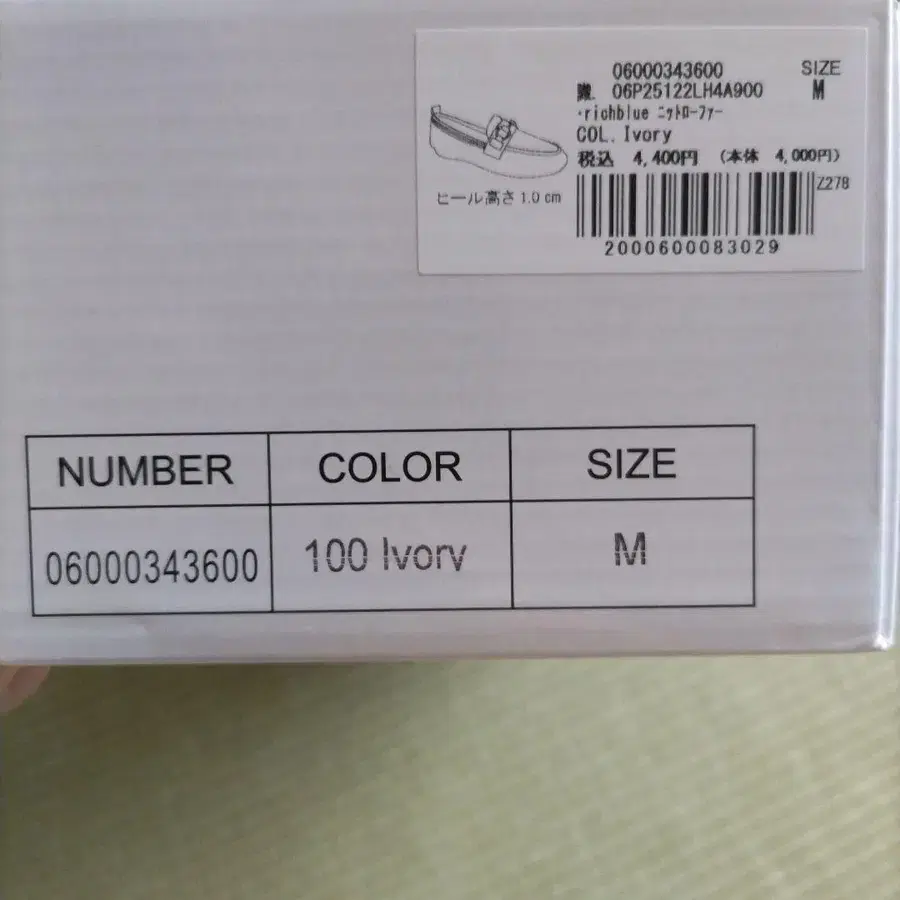 06000343600
06P25122LH4A900
SIZE
M
·richblue ﾆｯﾄﾛｰﾌｧｰ
COL. Ivory
税込 4,400円 (本体 4,000円)
Z278
ヒール高さ 1.0 cm
2000600083029
NUMBER COLOR SIZE
06000343600 100 Ivory M